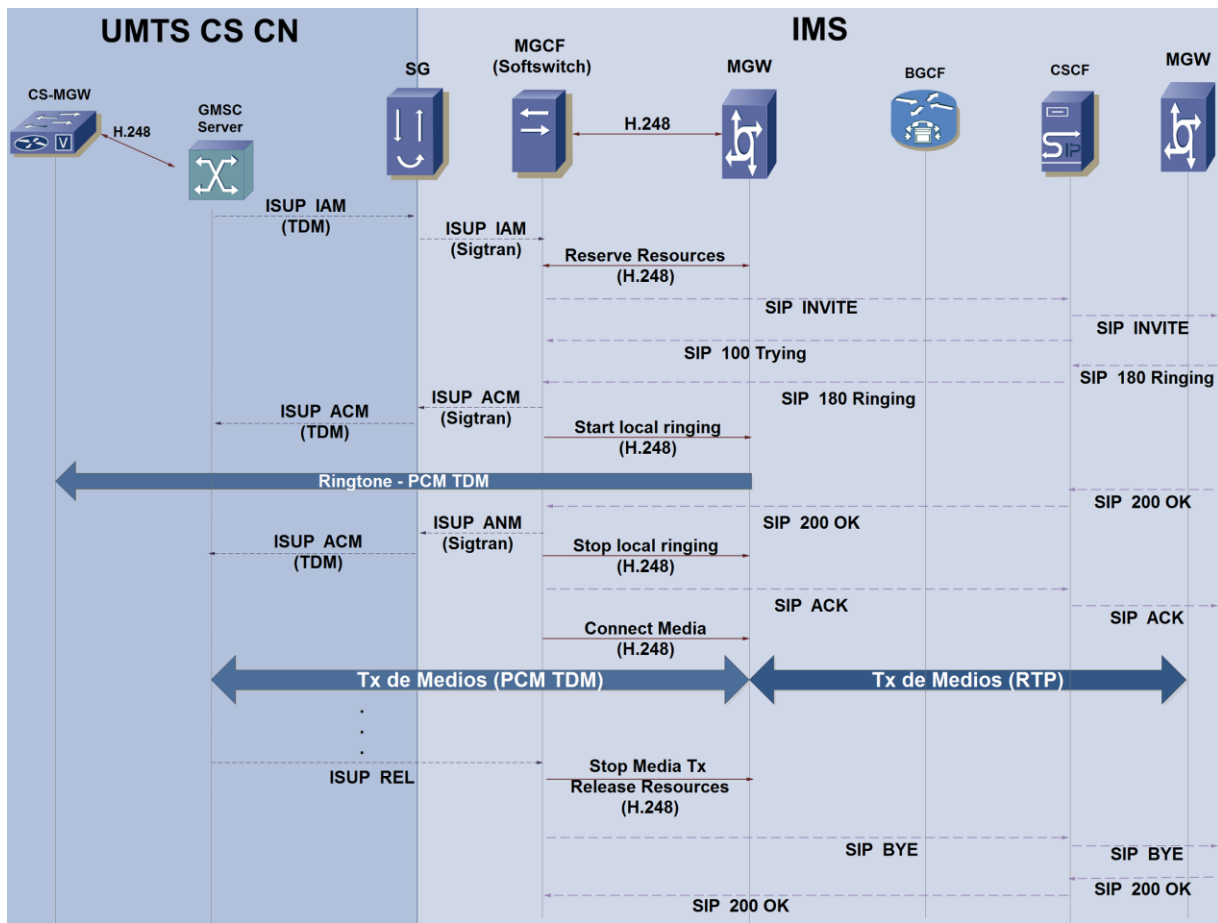 UMTS CS CN
IMS
CS-MGW
H.248
GMSC
Server
SG
MGCF
(Softswitch)
H.248
MGW
BGCF
CSCF
SIP
MGW
V
ISUP IAM
(TDM)
ISUP IAM
(Sigtran)
Reserve Resources
(H.248)
SIP INVITE
SIP INVITE
SIP 100 Trying
SIP 180 Ringing
SIP 180 Ringing
ISUP ACM
(Sigtran)
ISUP ACM
(TDM)
Start local ringing
(H.248)
Ringtone - PCM TDM
SIP 200 OK
SIP 200 OK
ISUP ANM
(Sigtran)
ISUP ACM
(TDM)
Stop local ringing
(H.248)
SIP ACK
SIP ACK
Connect Media
(H.248)
Tx de Medios (PCM TDM)
Tx de Medios (RTP)
.
.
.
ISUP REL
Stop Media Tx
Release Resources
(H.248)
SIP BYE
SIP BYE
SIP 200 OK
SIP 200 OK